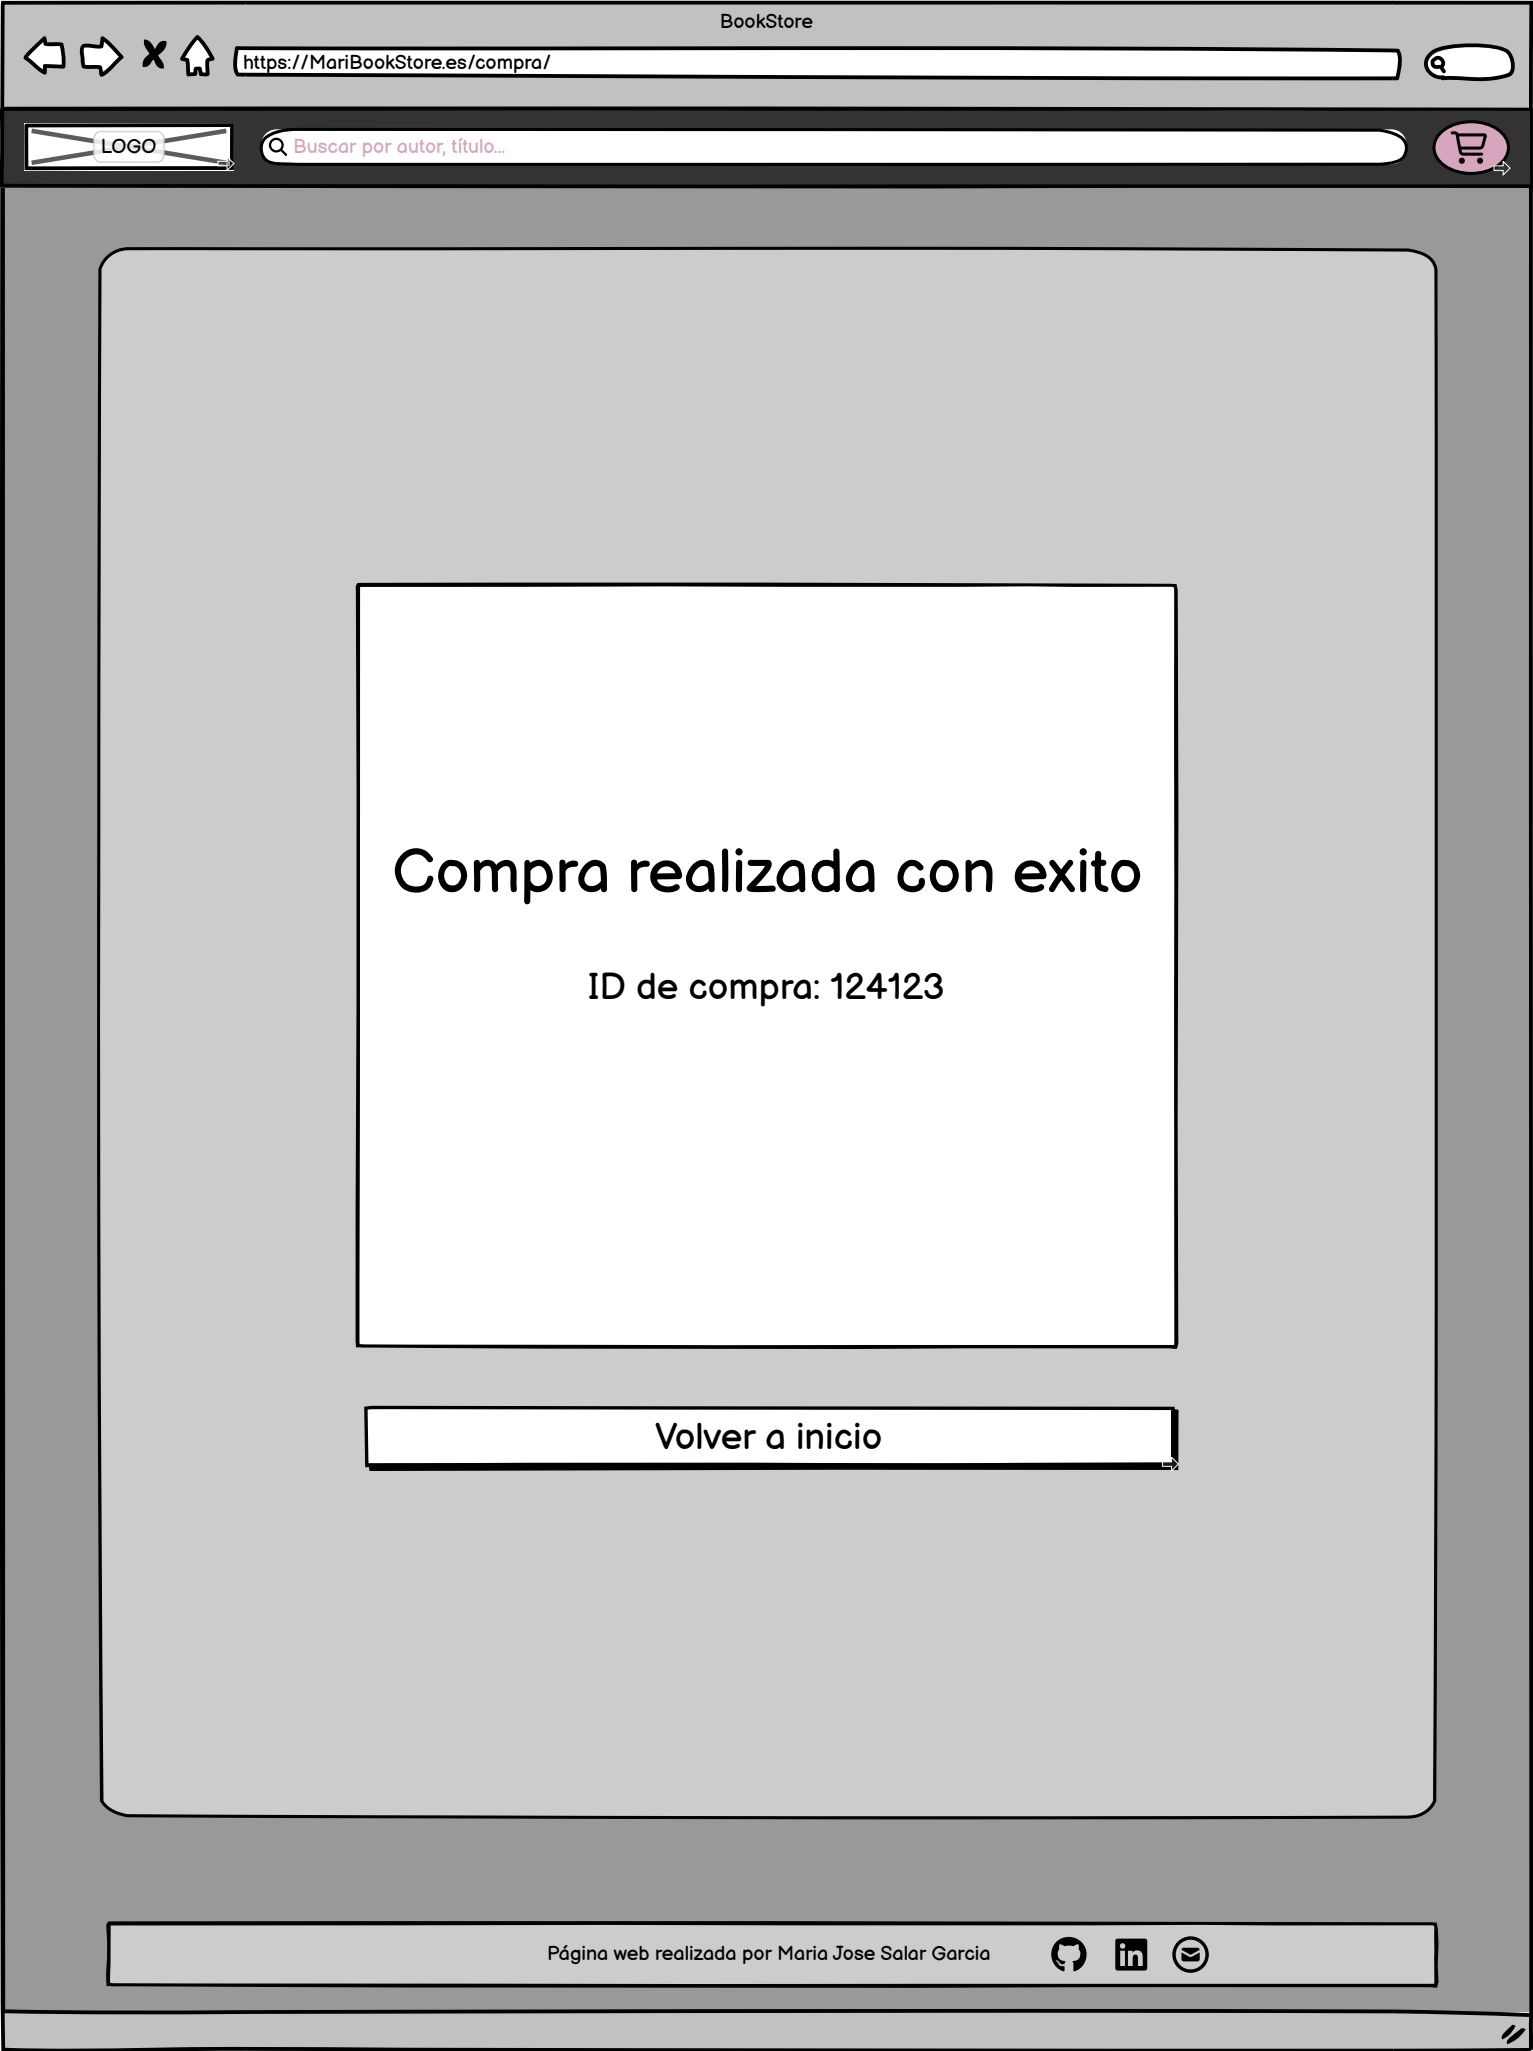 BookStore
https://MariBookStore.es/compra/
LOGO
Buscar por autor, título...
Compra realizada con exito
ID de compra: 124123
Volver a inicio
Página web realizada por Maria Jose Salar Garcia
in